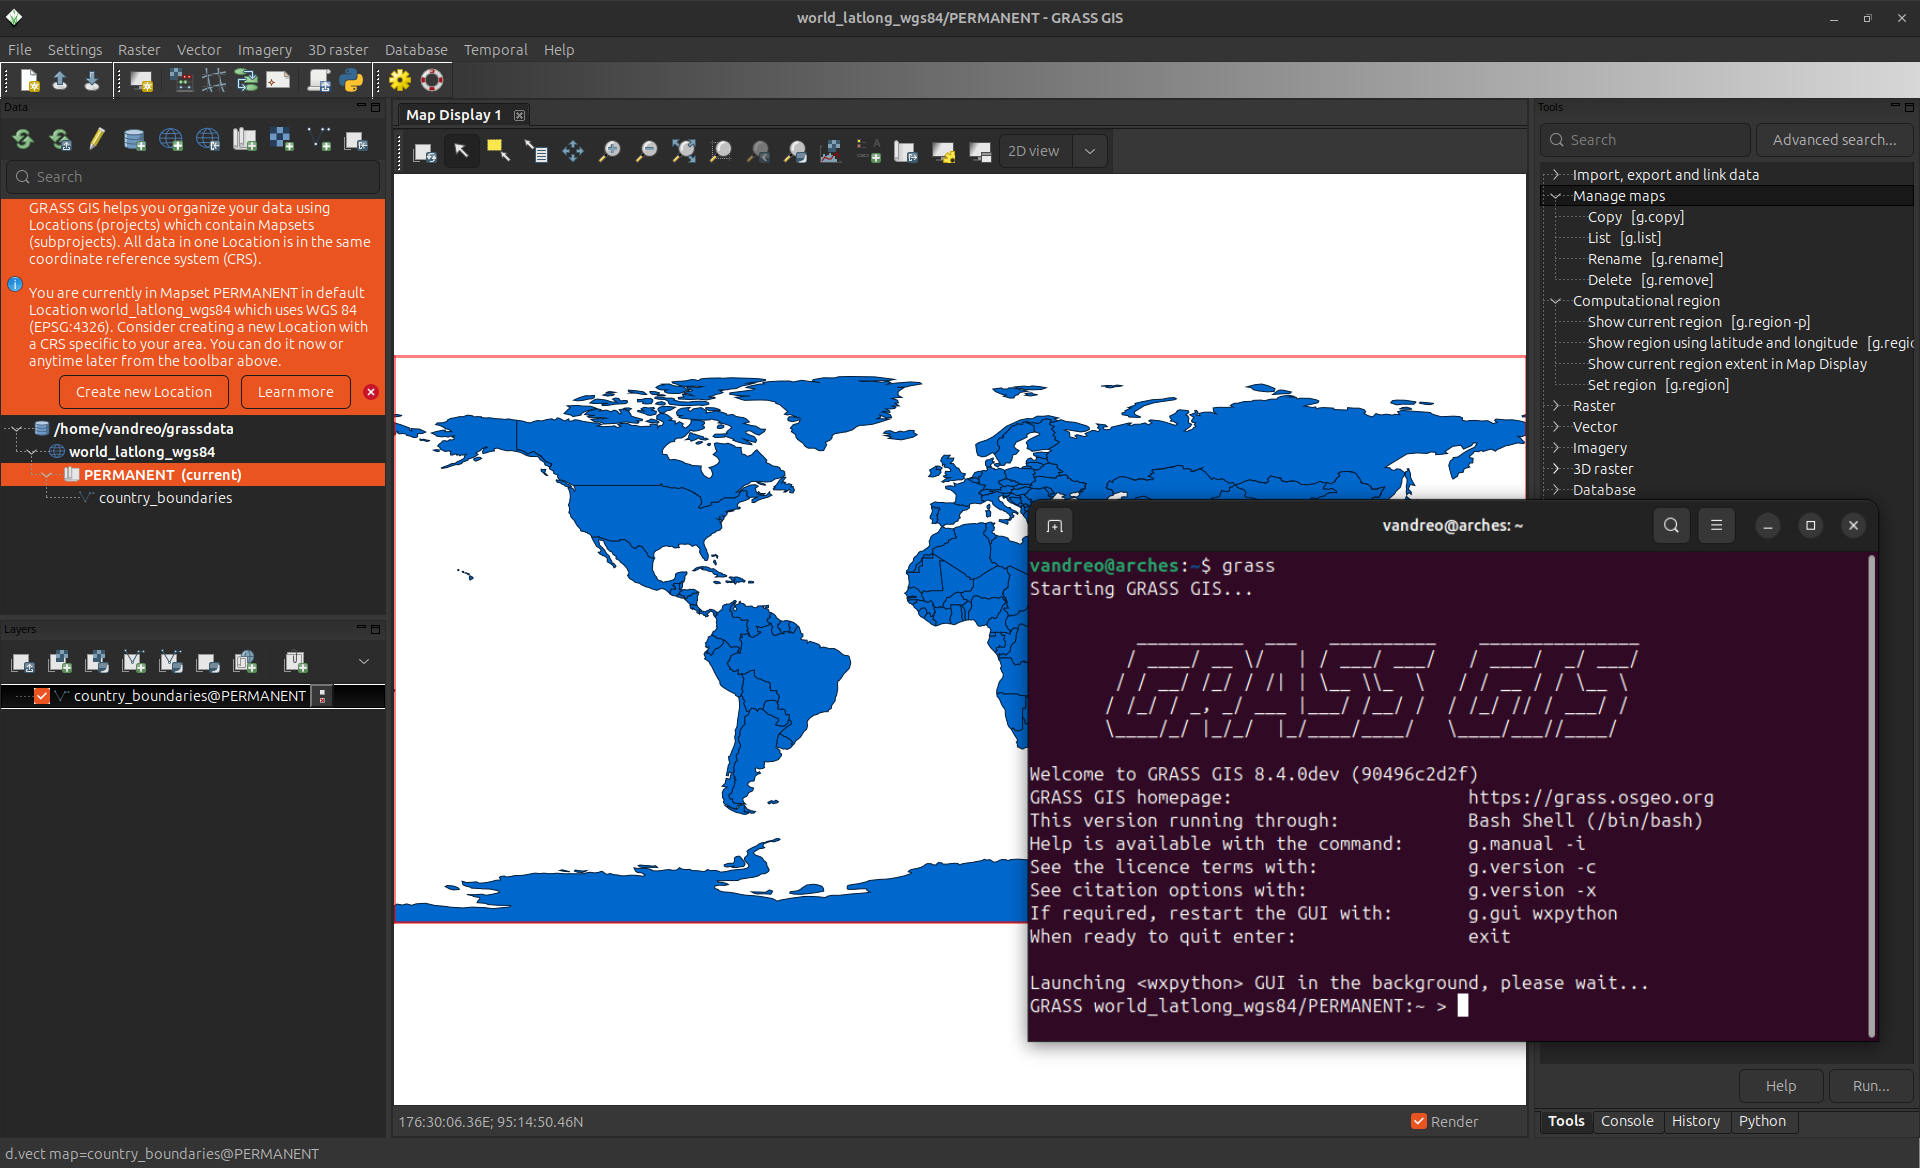 world_latlong_wgs84/PERMANENT - GRASS GIS
File Settings Raster Vector Imagery 3D raster Database Temporal Help
Data
Search
GRASS GIS helps you organize your data using
Locations (projects) which contain Mapsets
(subprojects). All data in one Location is in the same
coordinate reference system (CRS).
You are currently in Mapset PERMANENT in default
Location world_latlong_wgs84 which uses WGS 84
(EPSG:4326). Consider creating a new Location with
a CRS specific to your area. You can do it now or
anytime later from the toolbar above.
Create new Location Learn more
/home/vandreo/grassdata
world_latlong_wgs84
PERMANENT (current)
country_boundaries
Layers
country_boundaries@PERMANENT
Map Display 1
2D view
176:30:06.36E; 95:14:50.46N
Render
Tools
Search Advanced search...
Import, export and link data
Manage maps
Copy [g.copy]
List [g.list]
Rename [g.rename]
Delete [g.remove]
Computational region
Show current region [g.region -p]
Show region using latitude and longitude [g.regi
Show current region extent in Map Display
Set region [g.region]
Raster
Vector
Imagery
3D raster
Database
vandreo@arches: ~
vandreo@arches:~$ grass
Starting GRASS GIS...
GRASS GIS
Welcome to GRASS GIS 8.4.0dev (90496c2d2f)
GRASS GIS homepage: https://grass.osgeo.org
This version running through: Bash Shell (/bin/bash)
Help is available with the command: g.manual -i
See the licence terms with: g.version -c
See citation options with: g.version -x
If required, restart the GUI with: g.gui wxpython
When ready to quit enter: exit
Launching <wxpython> GUI in the background, please wait...
GRASS world_latlong_wgs84/PERMANENT:~ >
Help Run...
Tools Console History Python
d.vect map=country_boundaries@PERMANENT